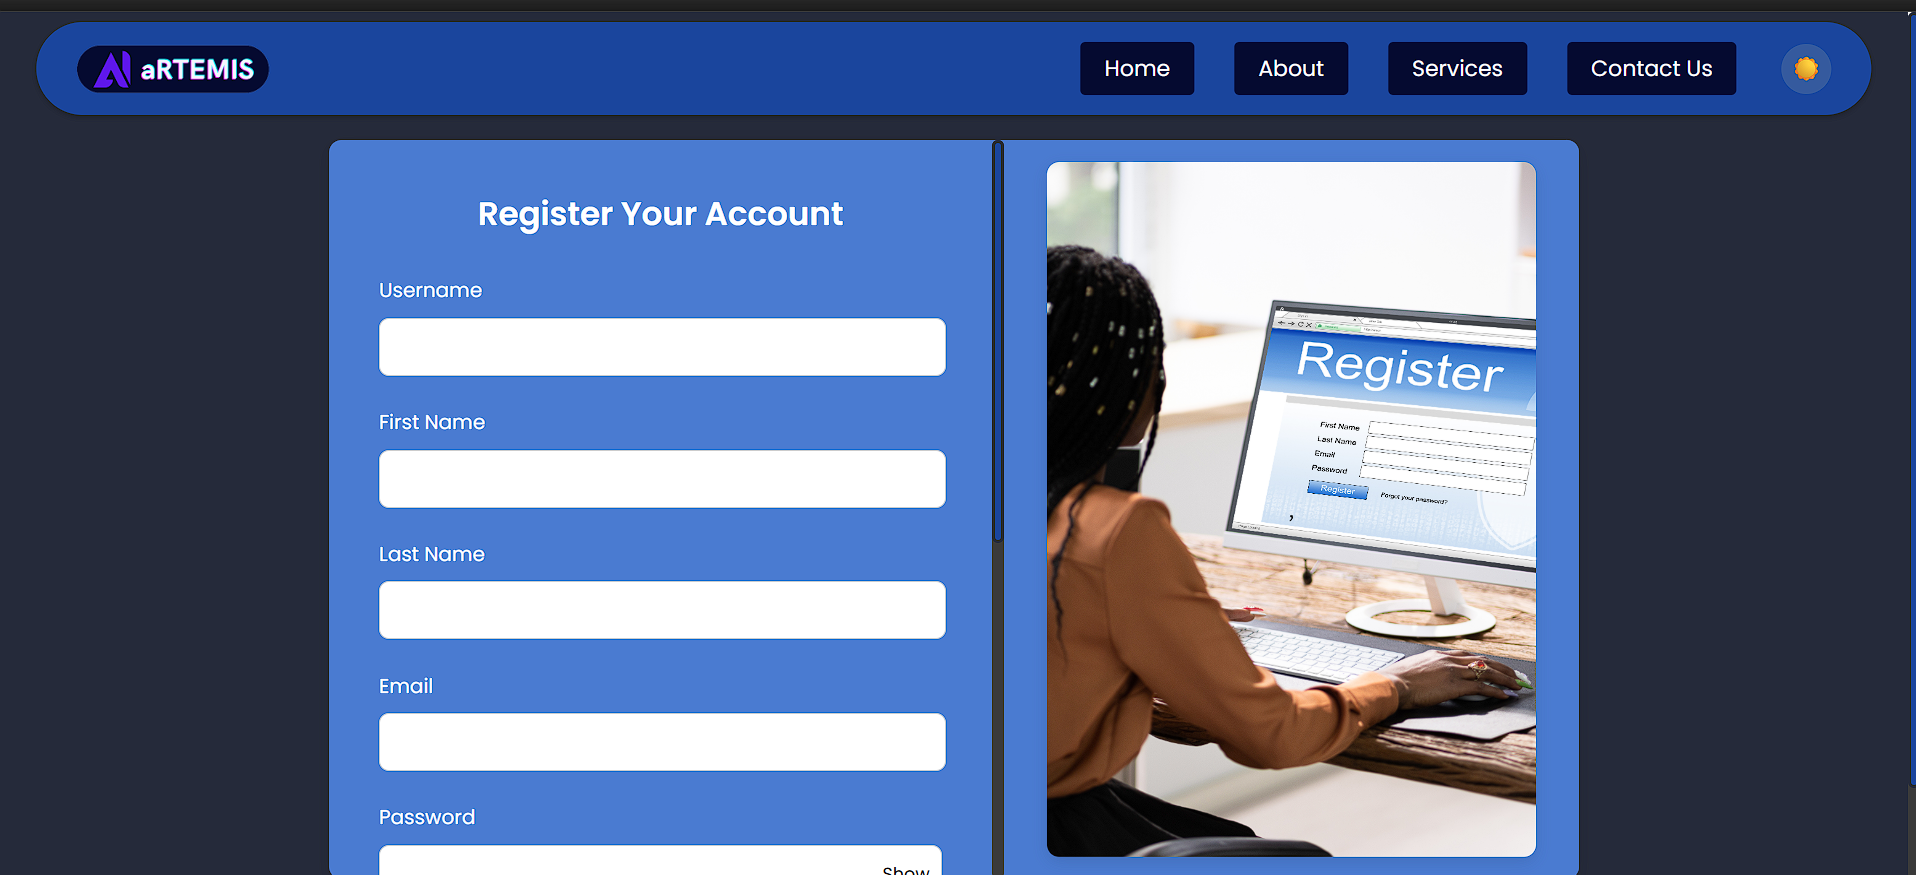 aRTEMIS
Home
About
Services
Contact Us
Register Your Account
Username
First Name
Last Name
Email
Password
Show
Register
First Name
Last Name
Email
Password
Register
Forgot your password?